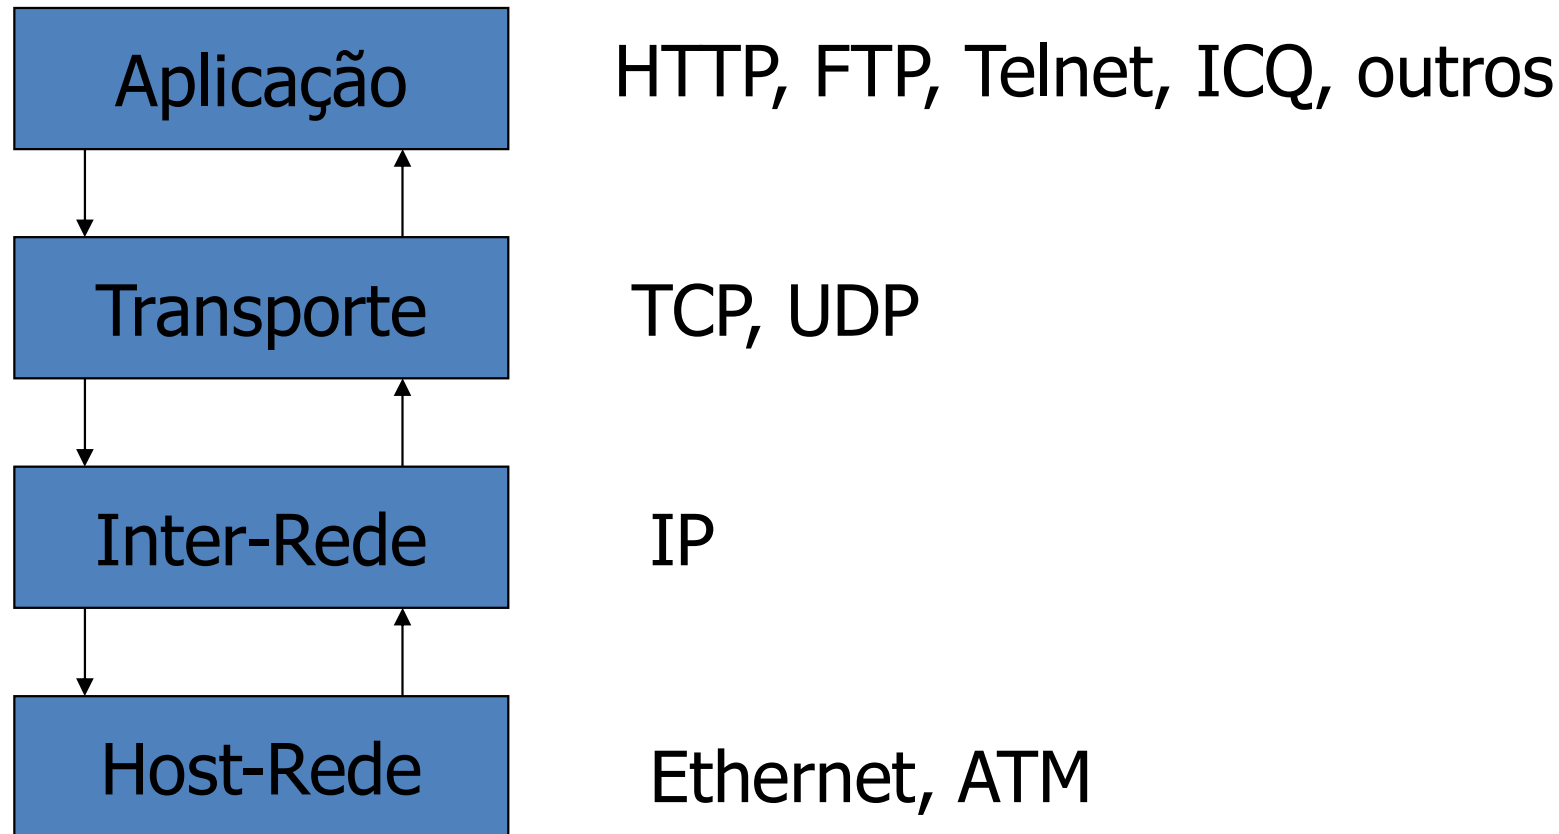 Aplicação
HTTP, FTP, Telnet, ICQ, outros
Transporte
TCP, UDP
Inter-Rede
IP
Host-Rede
Ethernet, ATM